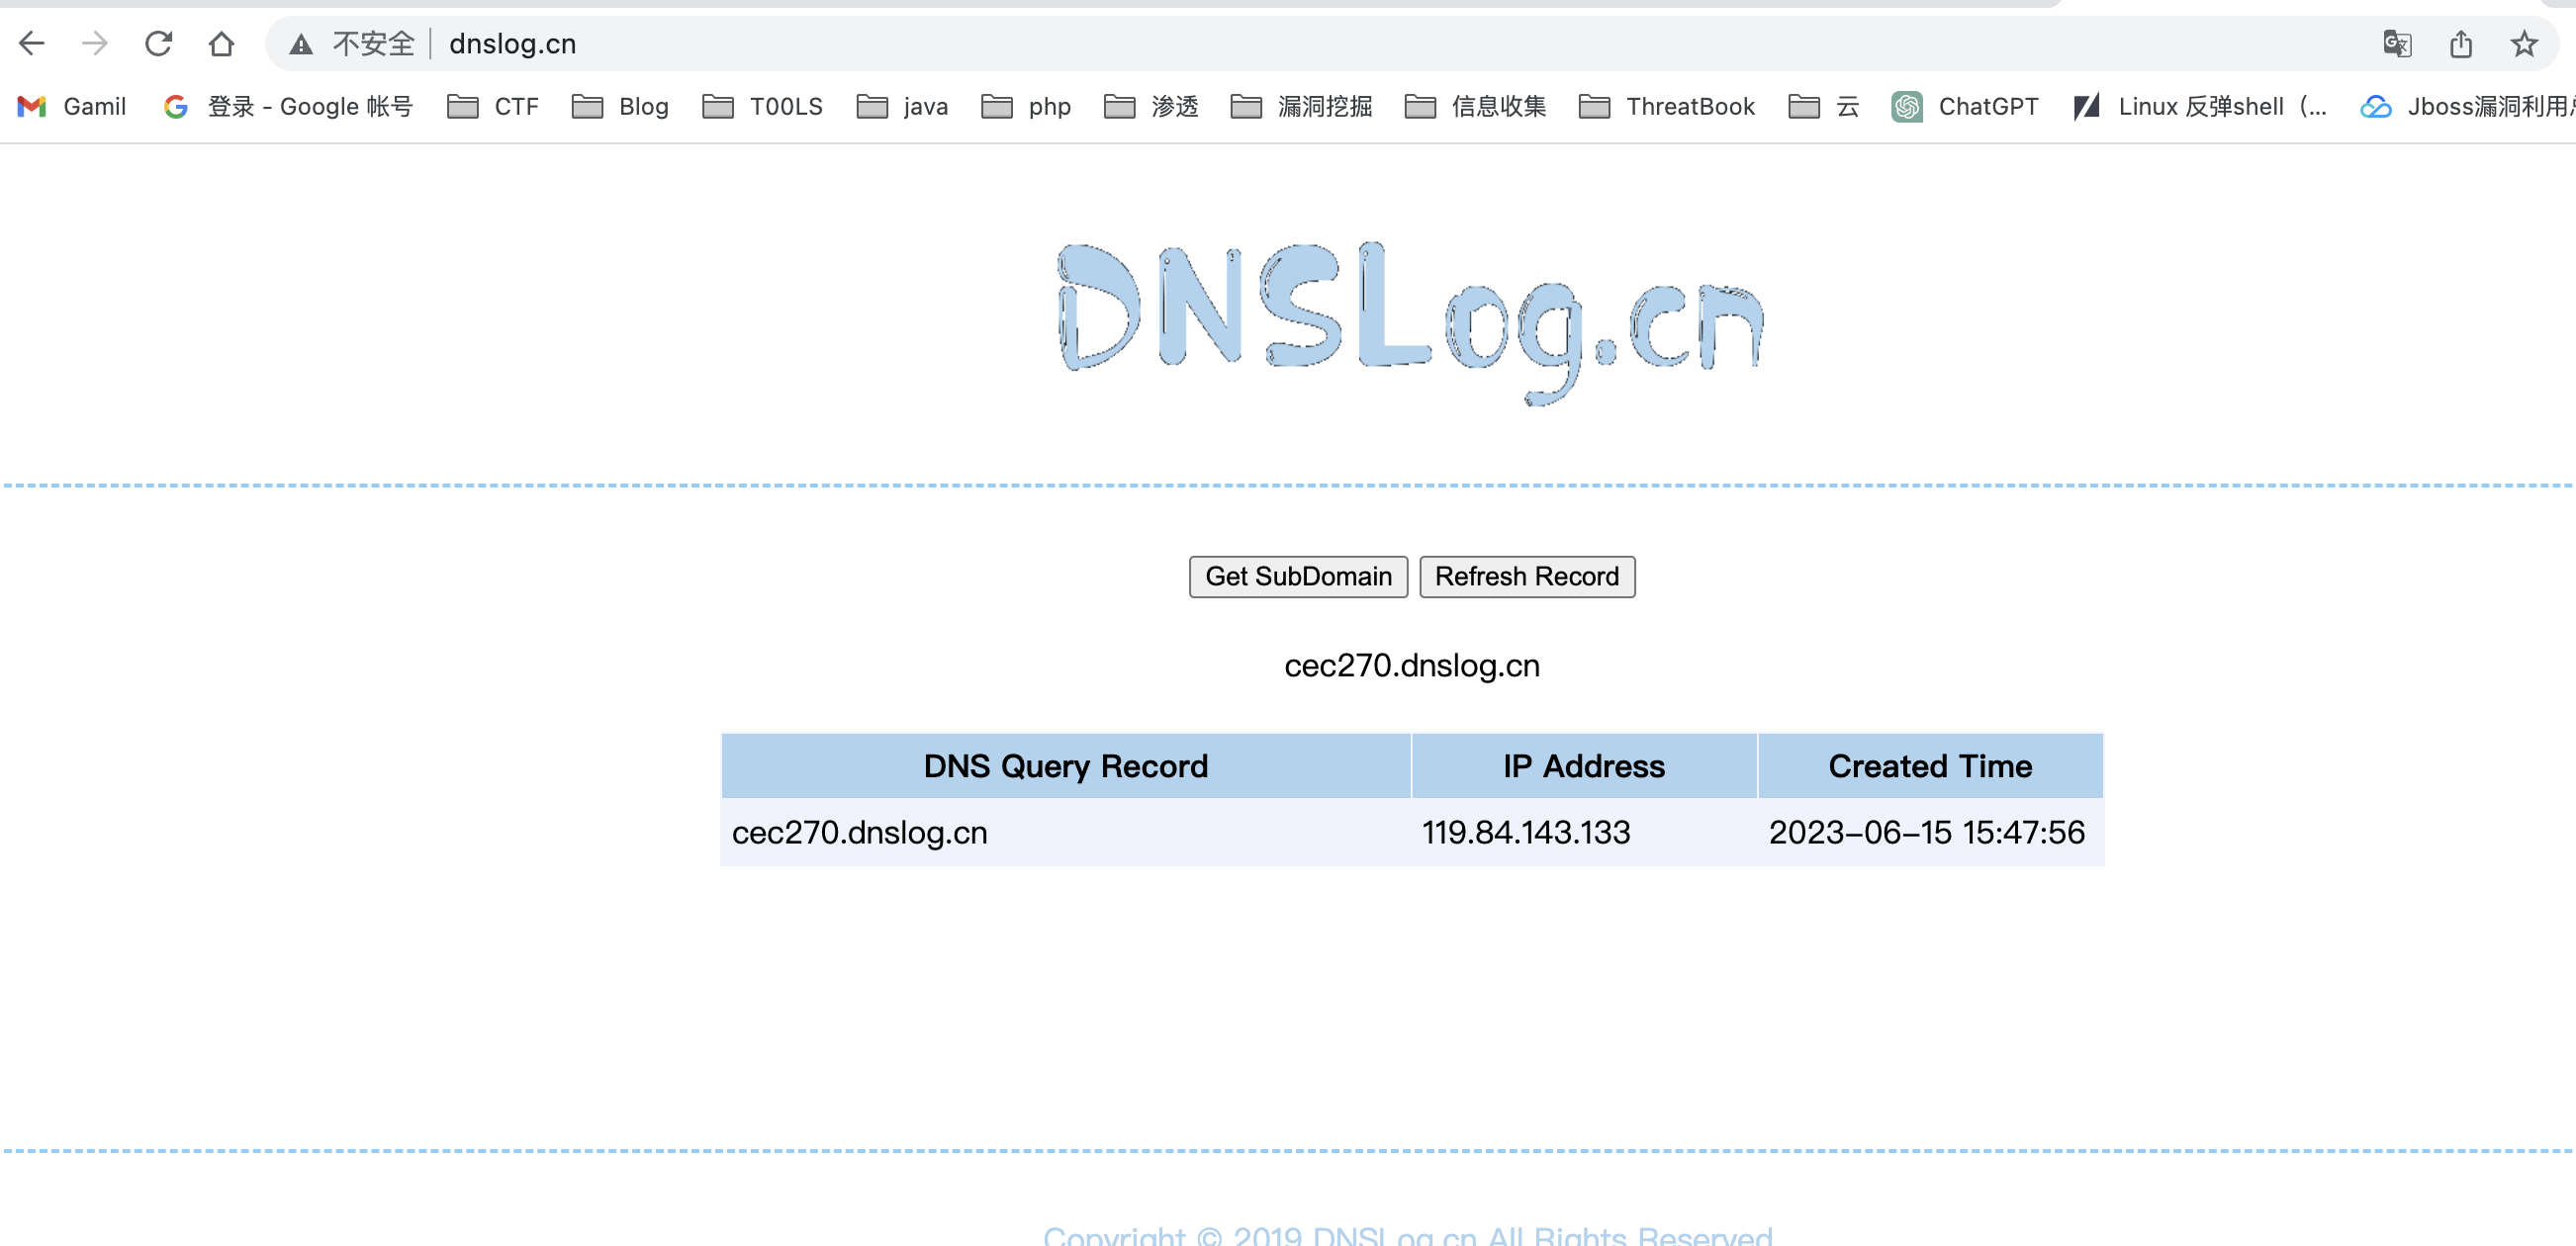 不安全 dnslog.cn
Gamil 登录 - Google 帐号 CTF Blog T00LS java php 渗透 漏洞挖掘 信息收集 ThreatBook 云 ChatGPT Linux 反弹shell（... Jboss漏洞利用
DNSLog.cn
Get SubDomain Refresh Record
cec270.dnslog.cn
DNS Query Record IP Address Created Time
cec270.dnslog.cn 119.84.143.133 2023-06-15 15:47:56
Copyright © 2019 DNSLog.cn All Rights Reserved